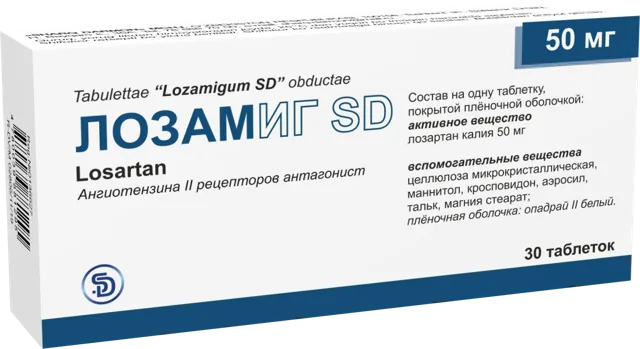 50 мг
Tabulettae “Lozamigum SD” obductae
ЛОЗАМИГ SD
Losartan
Ангиотензина II рецепторов антагонист
Состав на одну таблетку,
покрытой плёночной оболочкой:
активное вещество
лозартан калия 50 мг
вспомогательные вещества
целлюлоза микрокристаллическая,
маннитол, кросповидон, аэросил,
тальк, магния стеарат;
плёночная оболочка: опадрай II белый.
30 таблеток
SD